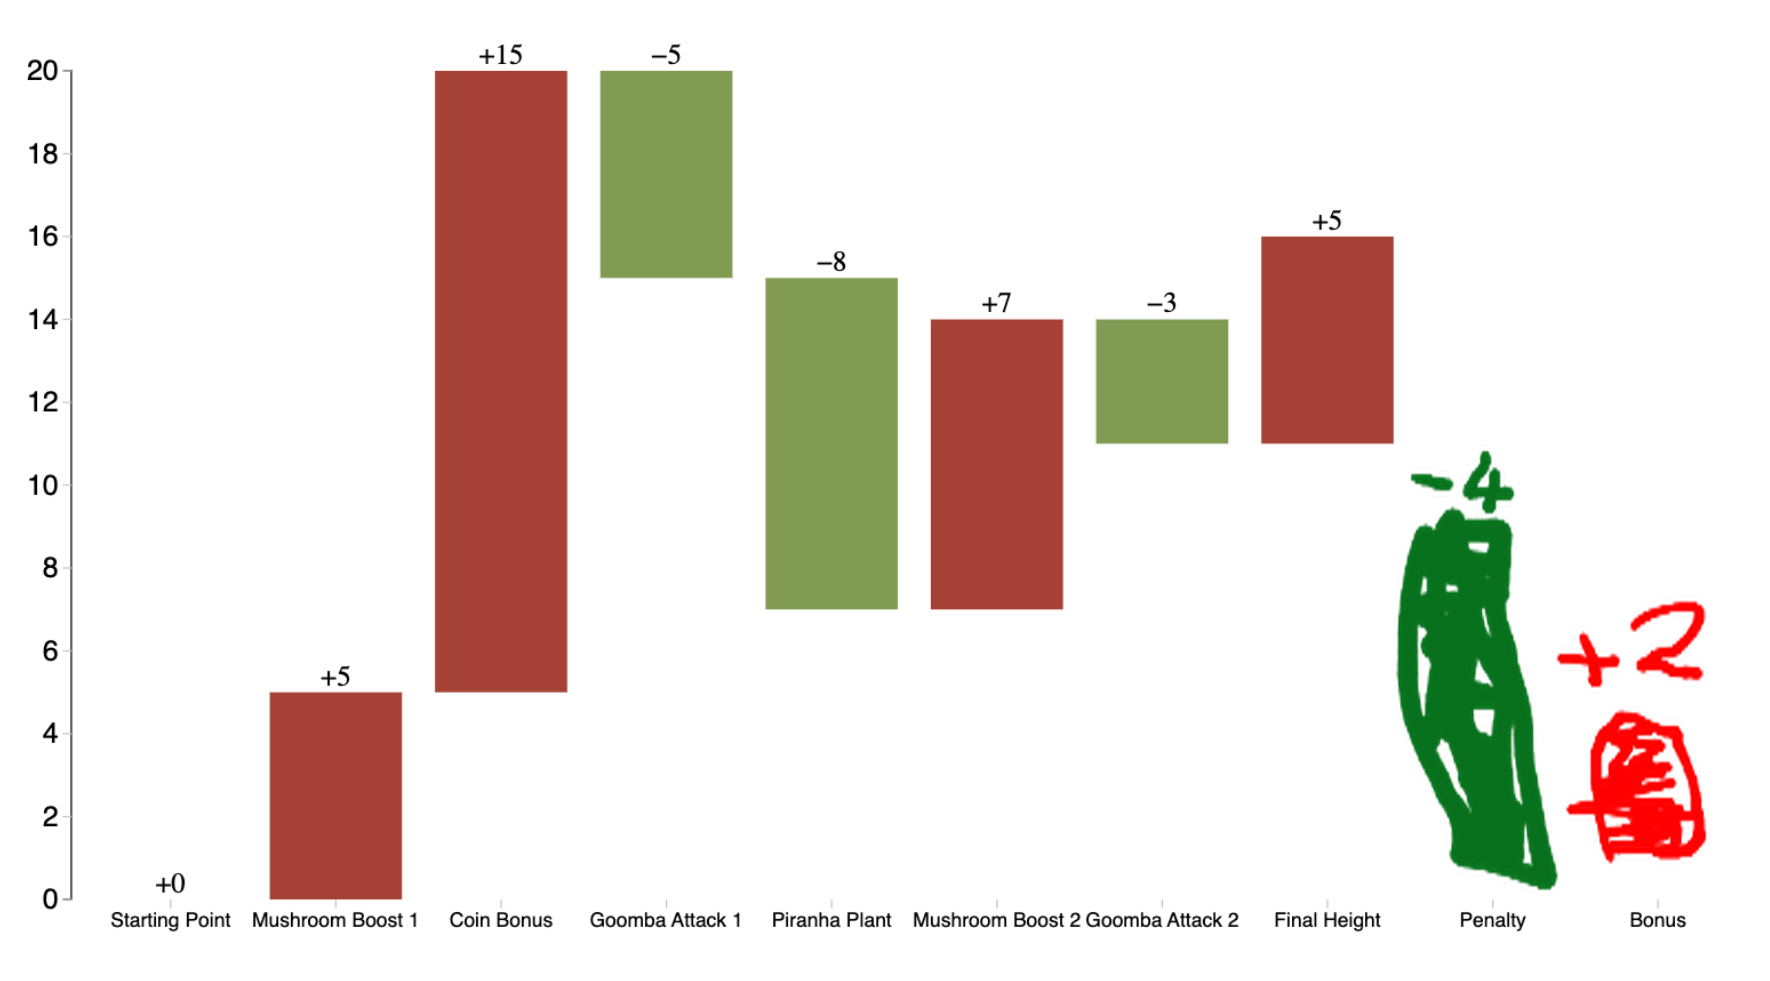 +15
−5
20
18
16
+5
−8
14
+7
−3
12
10
-4
8
6
+5
+2
4
2
+0
0
Starting Point
Mushroom Boost 1
Coin Bonus
Goomba Attack 1
Piranha Plant
Mushroom Boost 2
Goomba Attack 2
Final Height
Penalty
Bonus